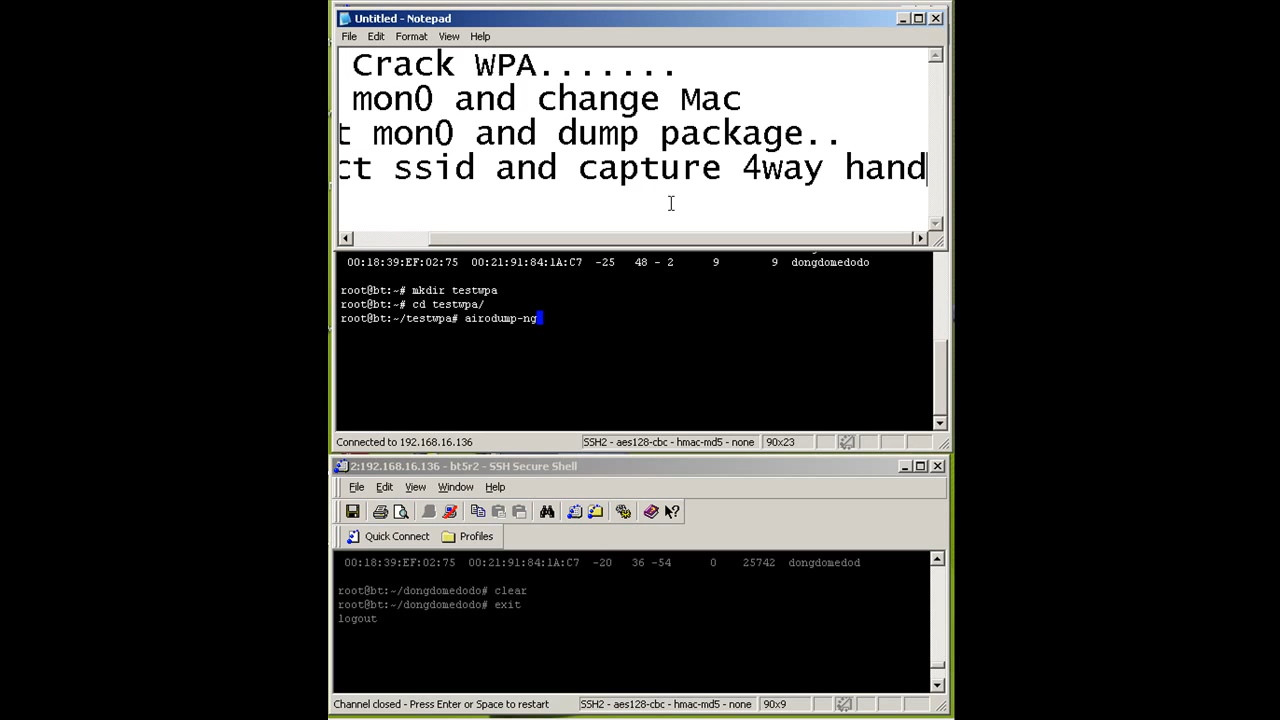 Untitled - Notepad
File Edit Format View Help
Crack WPA.......
mon0 and change Mac
t mon0 and dump package..
ct ssid and capture 4way hand
00:18:39:EF:02:75 00:21:91:84:1A:C7 -25 48 - 2 9 9 dongdomedodo
root@bt:~# mkdir testwpa
root@bt:~# cd testwpa/
root@bt:~/testwpa# airodump-ng
Connected to 192.168.16.136 SSH2 - aes128-cbc - hmac-md5 - none 90x23
2:192.168.16.136 - bt5r2 - SSH Secure Shell
File Edit View Window Help
Quick Connect Profiles
00:18:39:EF:02:75 00:21:91:84:1A:C7 -20 36 -54 0 25742 dongdomedod
root@bt:~/dongdomedodo# clear
root@bt:~/dongdomedodo# exit
logout
Channel closed - Press Enter or Space to restart SSH2 - aes128-cbc - hmac-md5 - none 90x9